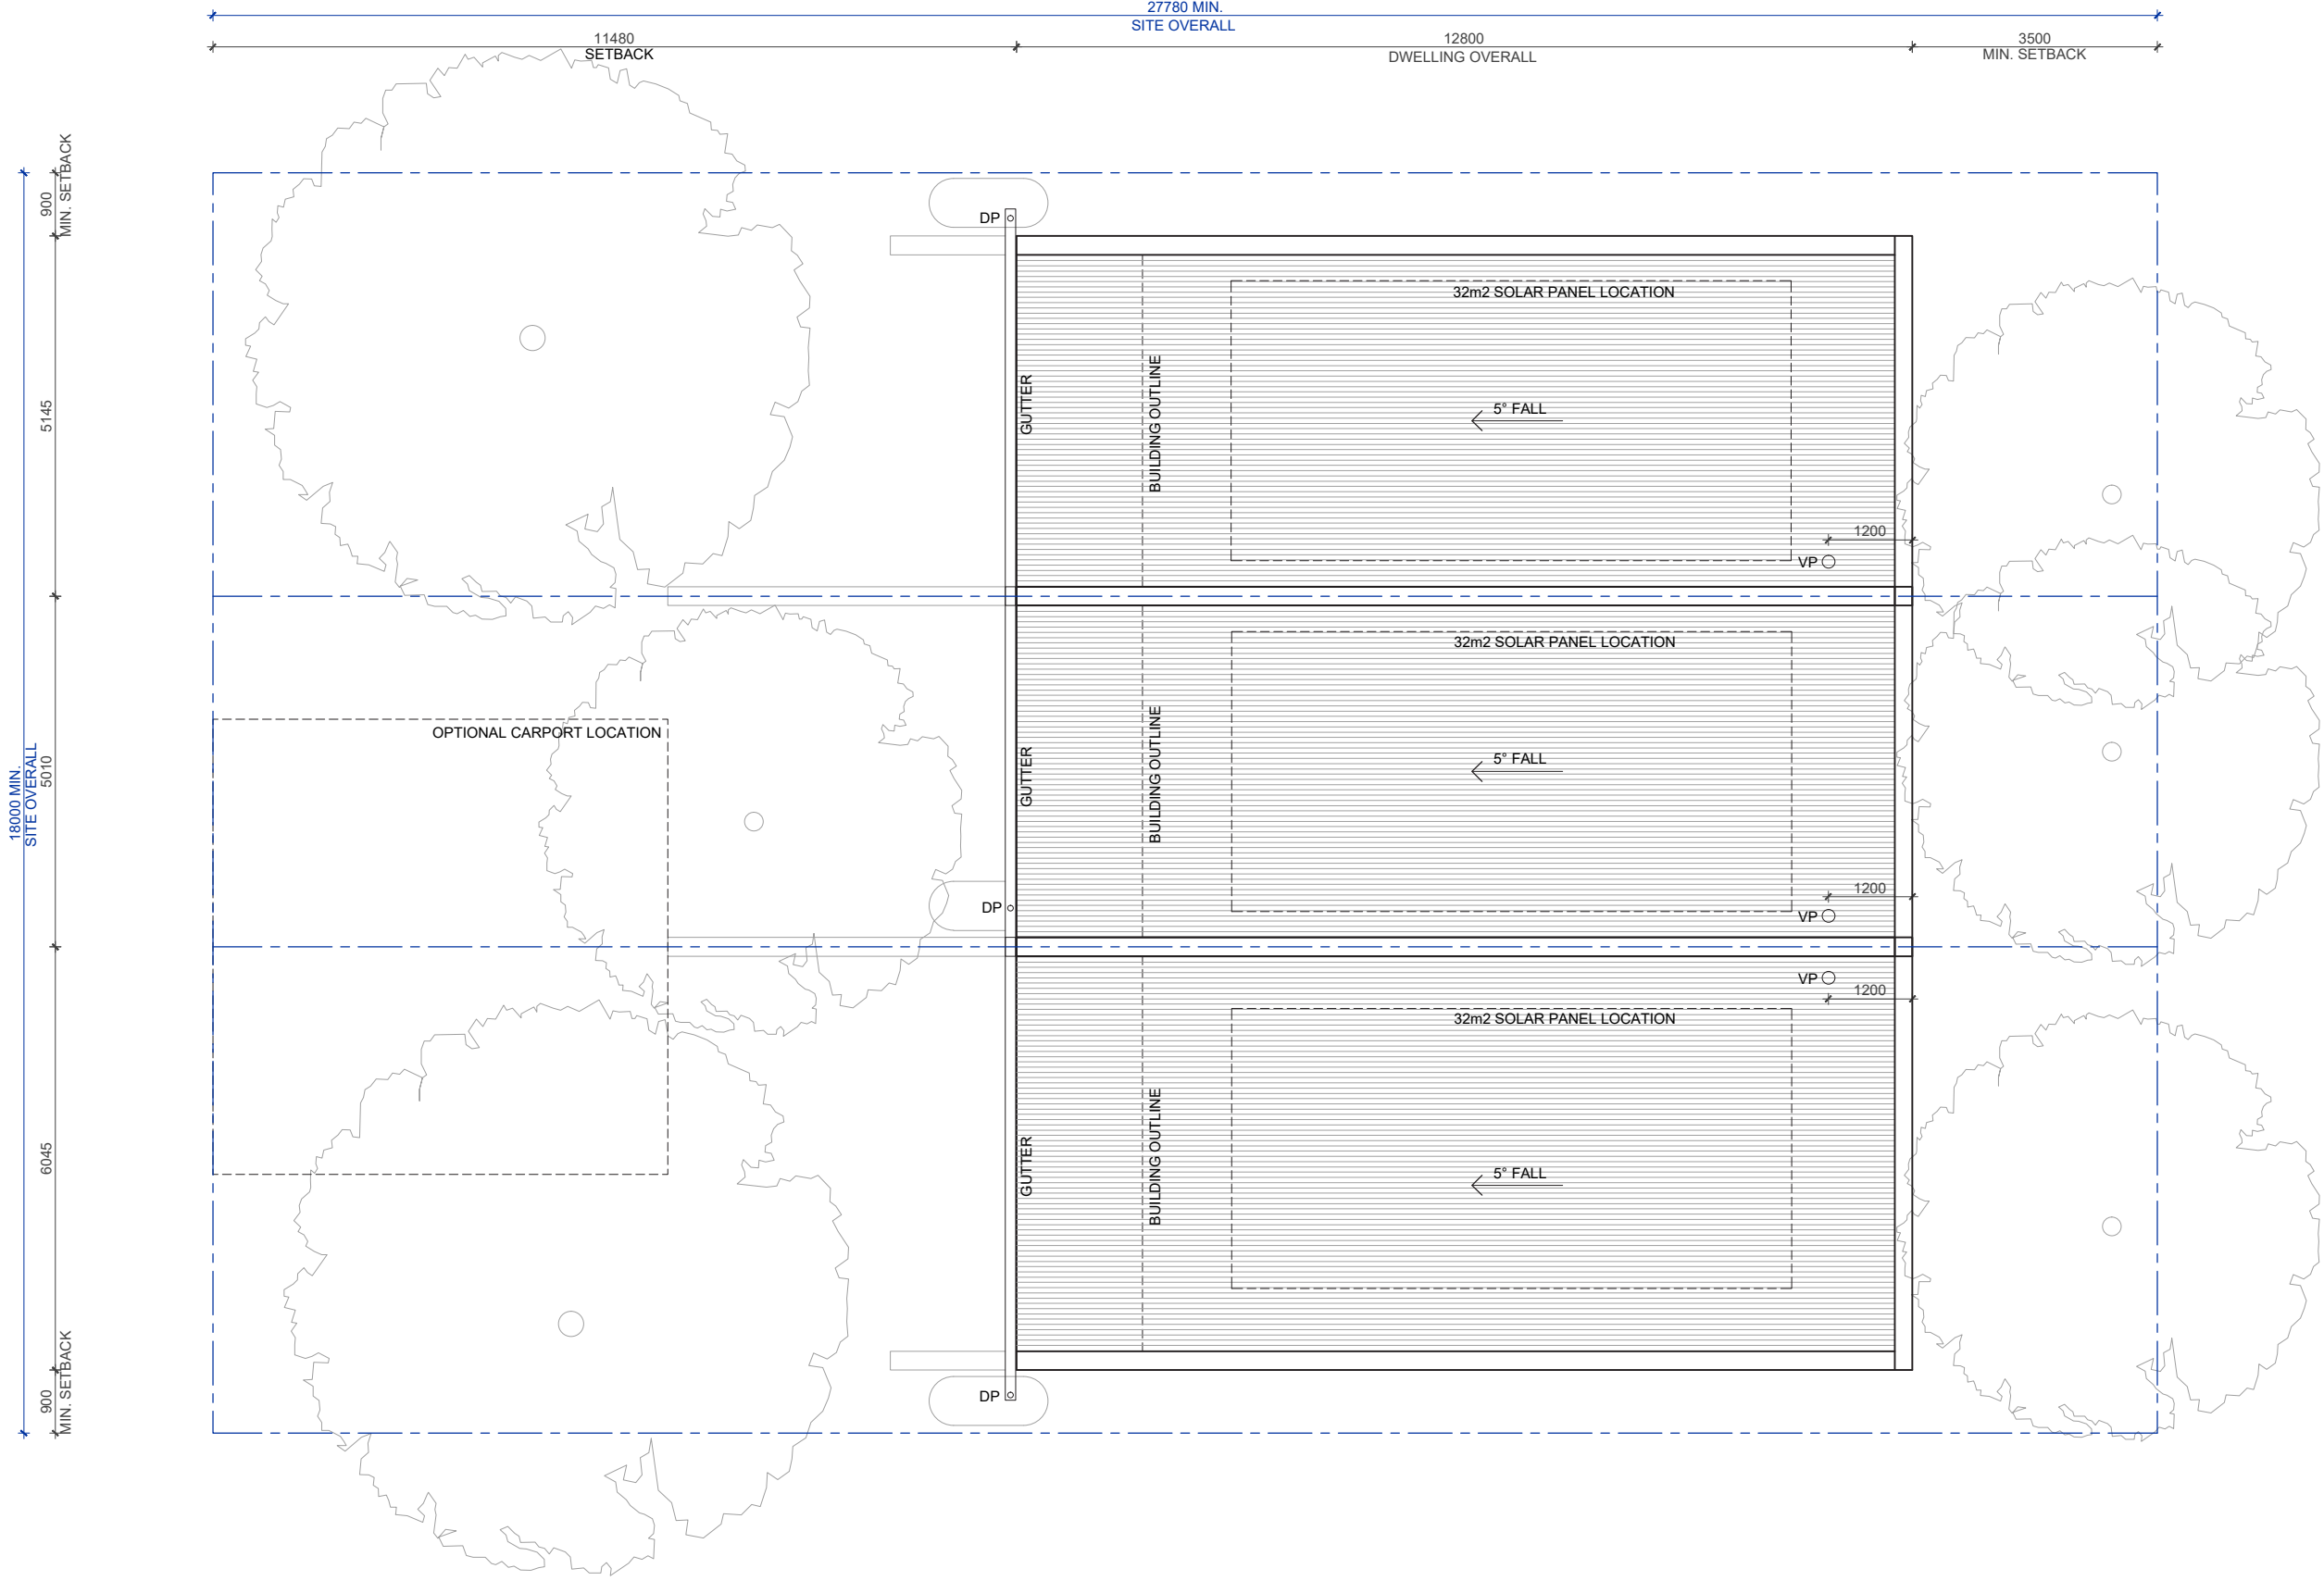 27780 MIN.
SITE OVERALL
11480
SETBACK
12800
DWELLING OVERALL
3500
MIN. SETBACK
900
MIN. SETBACK
5145
18000 MIN.
SITE OVERALL
5010
6045
900
MIN. SETBACK
DP
GUTTER
BUILDING OUTLINE
32m2 SOLAR PANEL LOCATION
5° FALL
1200
VP
OPTIONAL CARPORT LOCATION
DP
GUTTER
BUILDING OUTLINE
32m2 SOLAR PANEL LOCATION
5° FALL
1200
VP
VP
1200
32m2 SOLAR PANEL LOCATION
GUTTER
BUILDING OUTLINE
5° FALL
DP